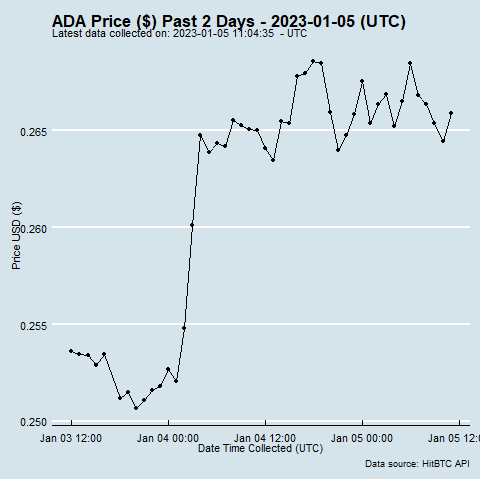 ADA Price ($) Past 2 Days - 2023-01-05 (UTC)
Latest data collected on: 2023-01-05 11:04:35  - UTC
0.265
0.260
0.255
0.250
Price USD ($)
Jan 03 12:00 Jan 04 00:00 Jan 04 12:00 Jan 05 00:00 Jan 05 12:00
Date Time Collected (UTC)
Data source: HitBTC API